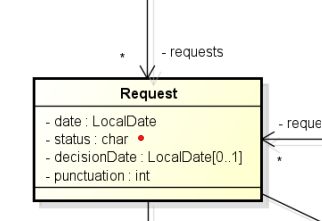 * - requests
Request
- date : LocalDate
- status : char
- decisionDate : LocalDate[0..1]
- punctuation : int
- reque
*